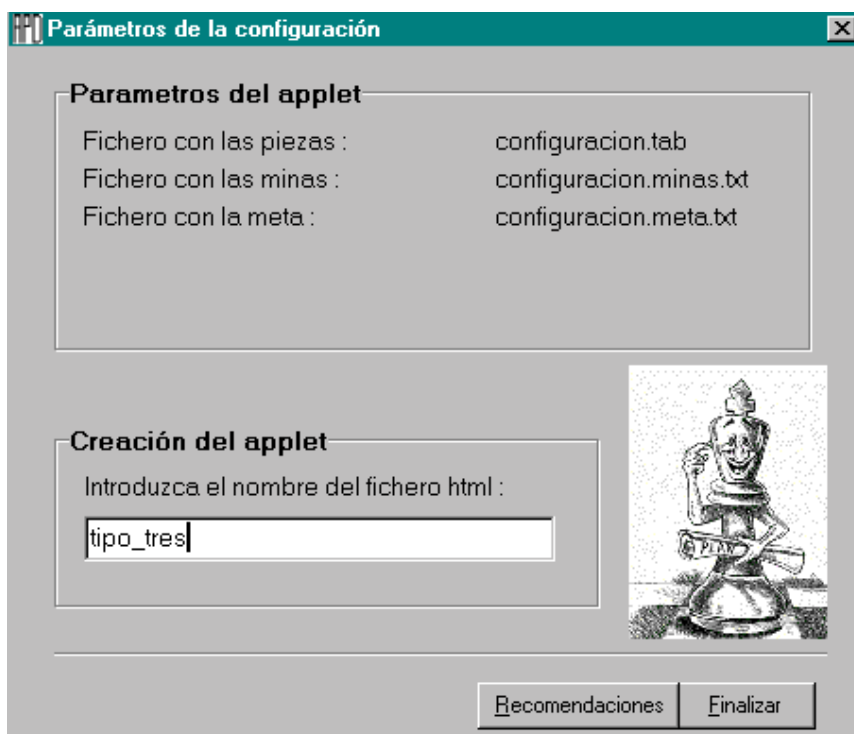 Parámetros de la configuración
Parametros del applet
Fichero con las piezas : configuracion.tab
Fichero con las minas : configuracion.minas.txt
Fichero con la meta : configuracion.meta.txt
Creación del applet
Introduzca el nombre del fichero html :
tipo_tres
PLAN
Recomendaciones Finalizar